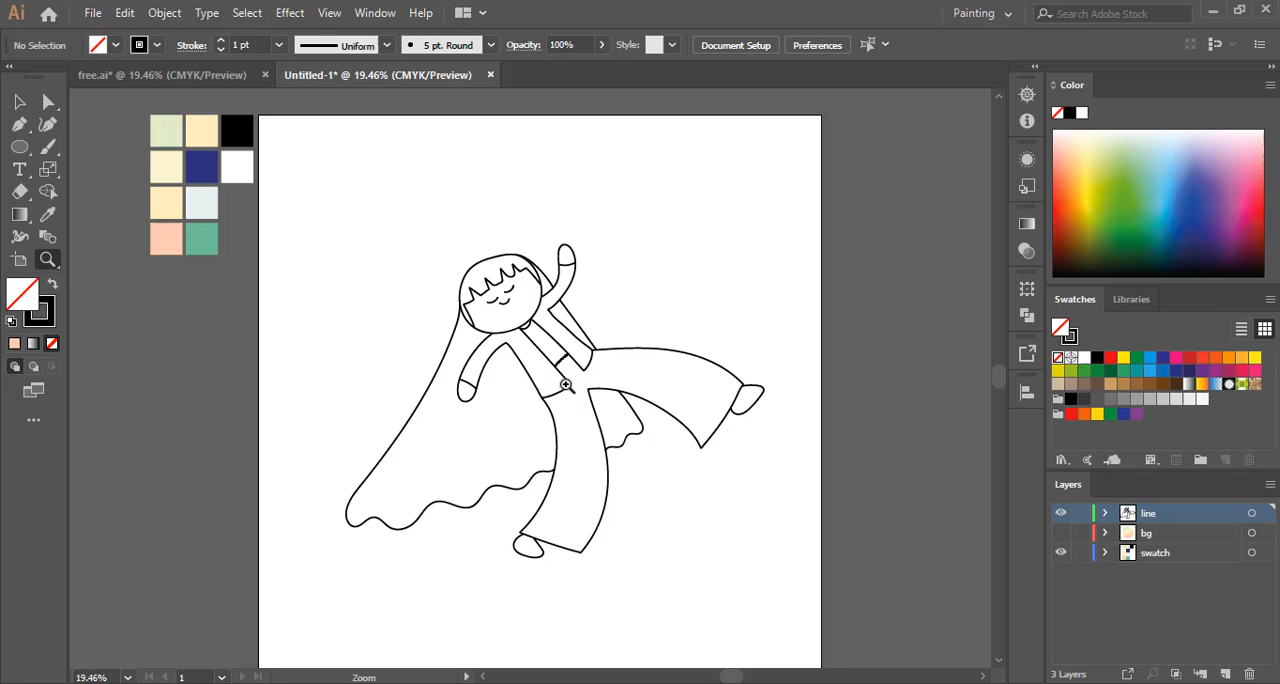 Ai File Edit Object Type Select Effect View Window Help Painting Search Adobe Stock
No Selection Stroke: 1 pt Uniform 5 pt. Round Opacity: 100% Style: Document Setup Preferences
free.ai* @ 19.46% (CMYK/Preview) Untitled-1* @ 19.46% (CMYK/Preview)
Color
Swatches Libraries
Layers
line
bg
swatch
19.46% 1 Zoom 3 Layers